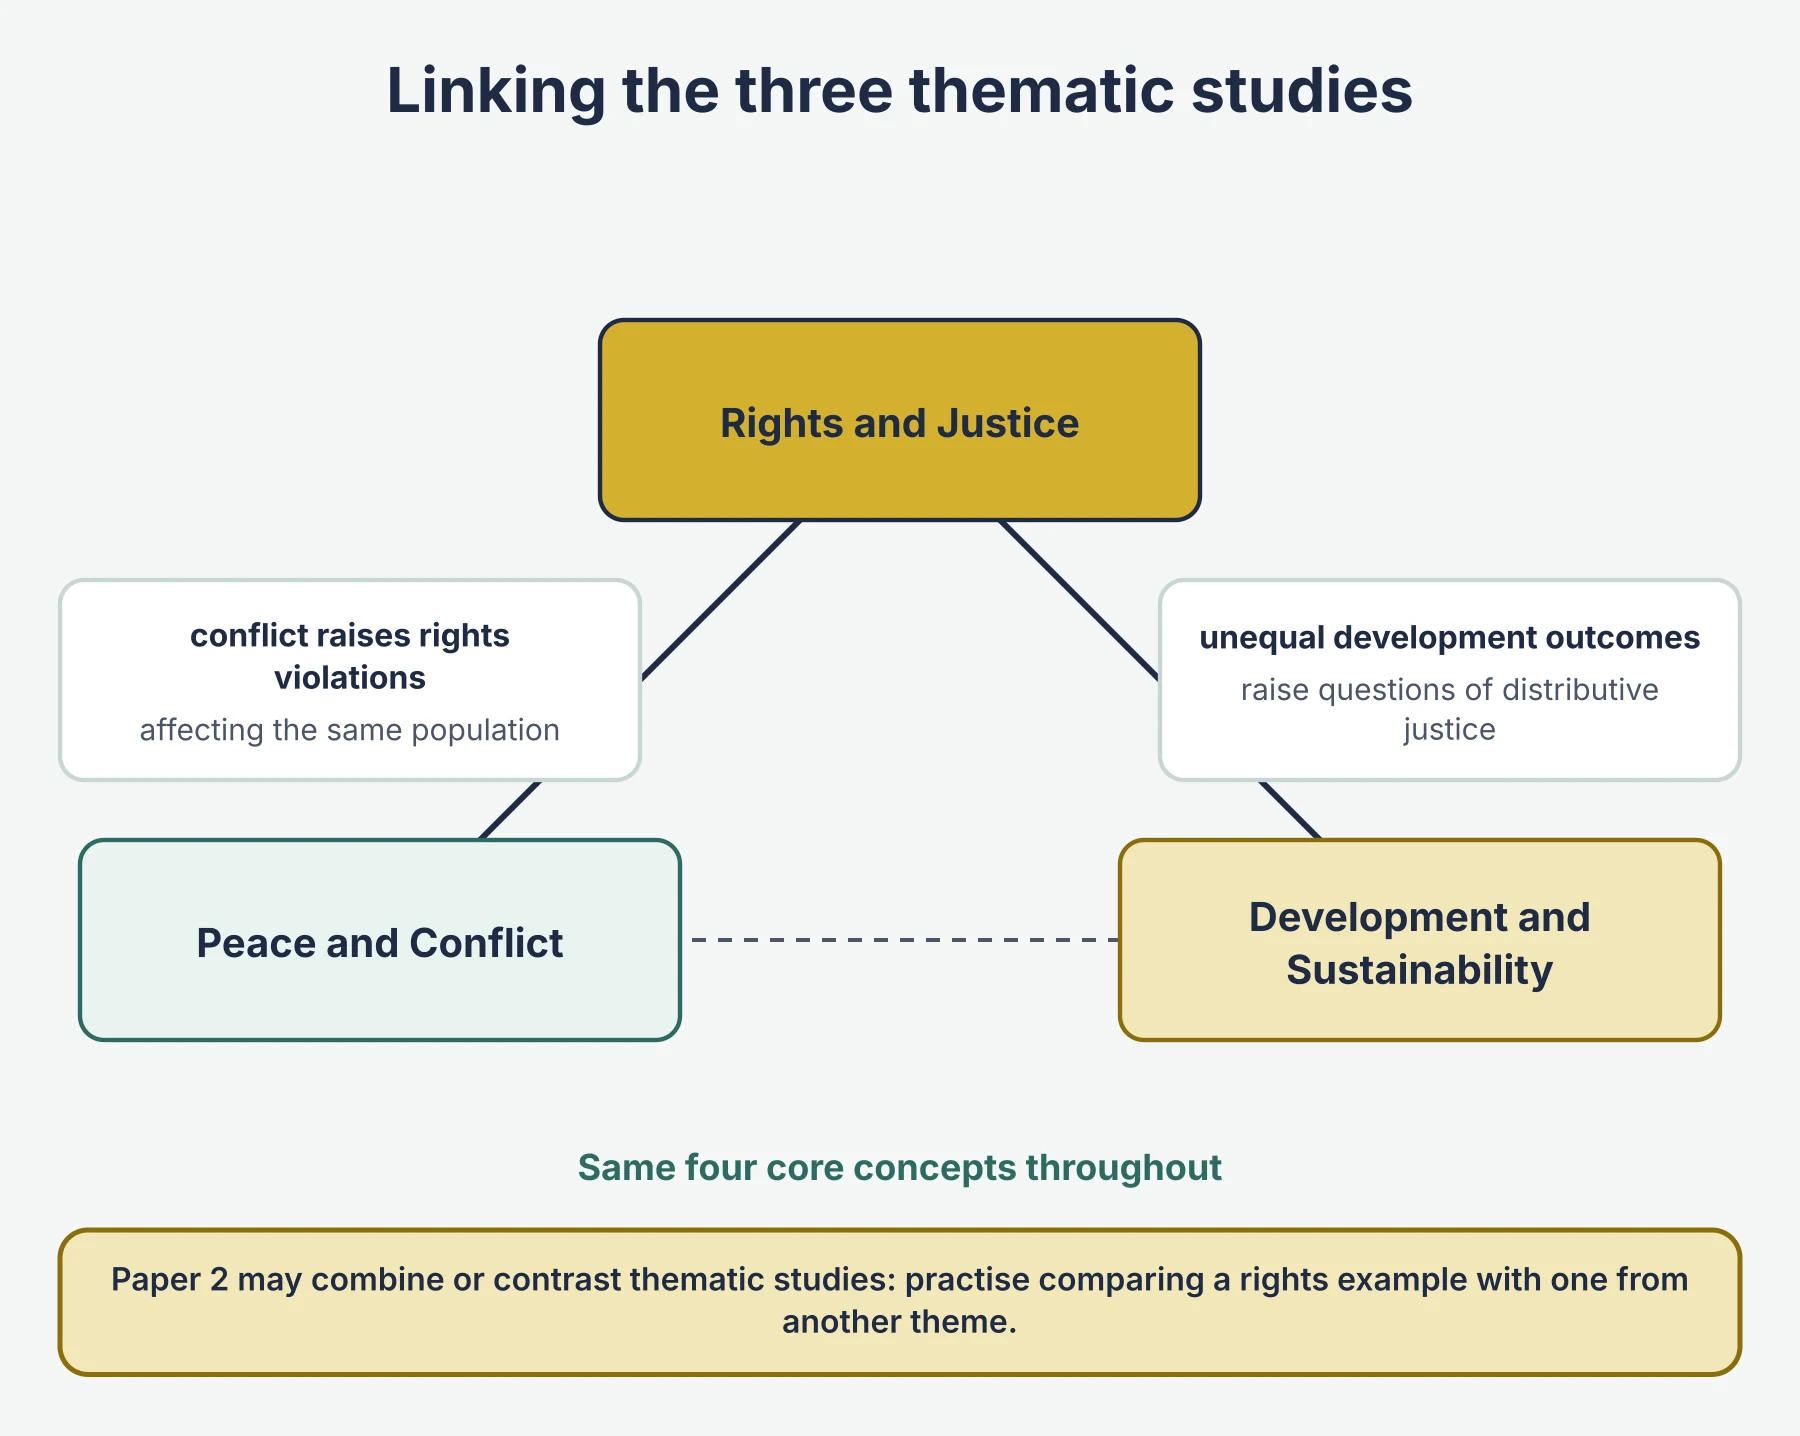 Linking the three thematic studies
Rights and Justice
conflict raises rights
violations
affecting the same population
unequal development outcomes
raise questions of distributive
justice
Peace and Conflict
Development and
Sustainability
Same four core concepts throughout
Paper 2 may combine or contrast thematic studies: practise comparing a rights example with one from
another theme.